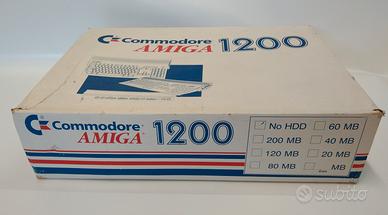 Commodore
AMIGA 1200
Commodore
AMIGA 1200
No HDD 60 MB
200 MB 40 MB
120 MB 20 MB
80 MB MB
subito